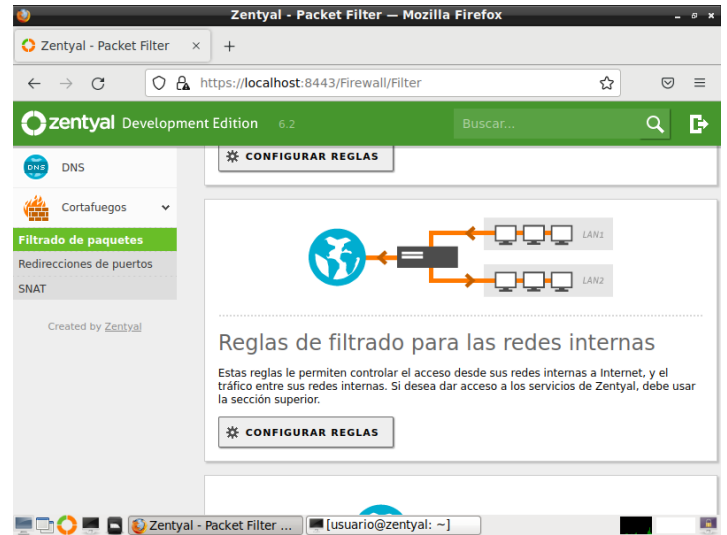 Zentyal - Packet Filter — Mozilla Firefox
Zentyal - Packet Filter
https://localhost:8443/Firewall/Filter
zentyal Development Edition 6.2
Buscar...
DNS
DNS
Cortafuegos
Filtrado de paquetes
Redirecciones de puertos
SNAT
Created by Zentyal
CONFIGURAR REGLAS
LAN1
LAN2
Reglas de filtrado para las redes internas
Estas reglas le permiten controlar el acceso desde sus redes internas a Internet, y el
tráfico entre sus redes internas. Si desea dar acceso a los servicios de Zentyal, debe usar
la sección superior.
CONFIGURAR REGLAS
Zentyal - Packet Filter ...
[usuario@zentyal: ~]